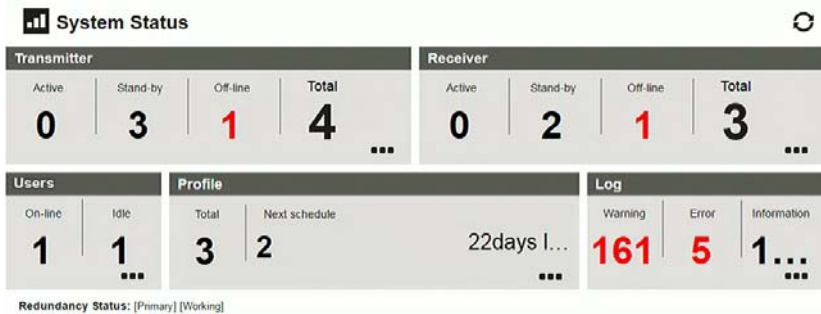 System Status
Transmitter
Active Stand-by Off-line Total
0 3 1 4
Receiver
Active Stand-by Off-line Total
0 2 1 3
Users
On-line Idle
1 1
Profile
Total Next schedule
3 2 22days l...
Log
Warning Error Information
161 5 1...
Redundancy Status: [Primary] [Working]